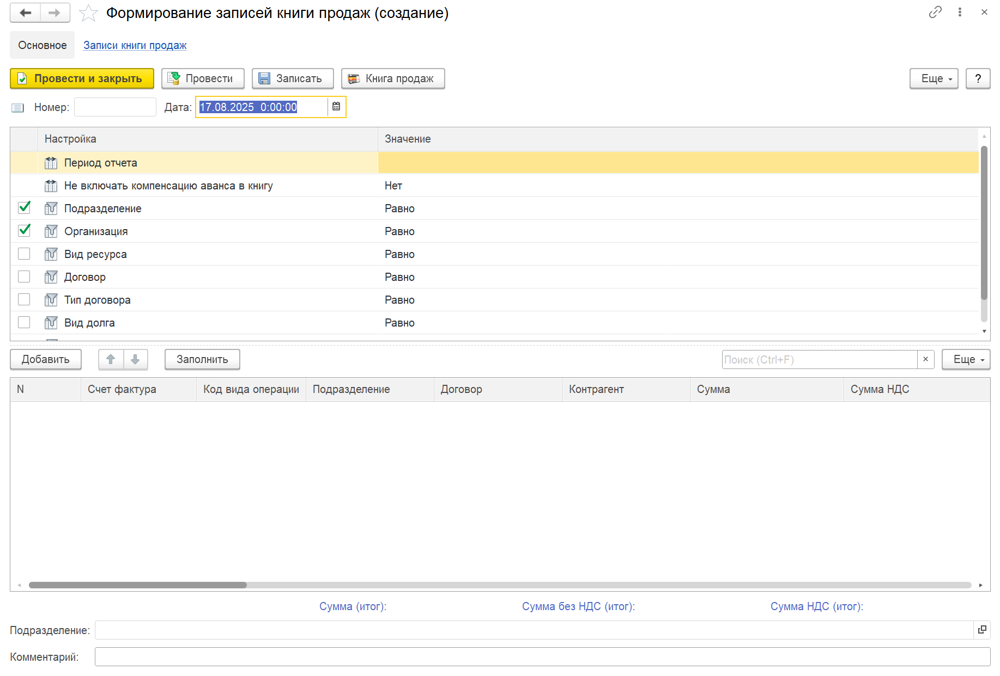 Формирование записей книги продаж (создание)
Основное Записи книги продаж
Провести и закрыть Провести Записать Книга продаж Еще ?
Номер: Дата: 17.08.2025 0:00:00
Настройка Значение
Период отчета
Не включать компенсацию аванса в книгу Нет
Подразделение Равно
Организация Равно
Вид ресурса Равно
Договор Равно
Тип договора Равно
Вид долга Равно
Добавить Заполнить Поиск (Ctrl+F) × Еще
N Счет фактура Код вида операции Подразделение Договор Контрагент Сумма Сумма НДС
Сумма (итог): Сумма без НДС (итог): Сумма НДС (итог):
Подразделение:
Комментарий: